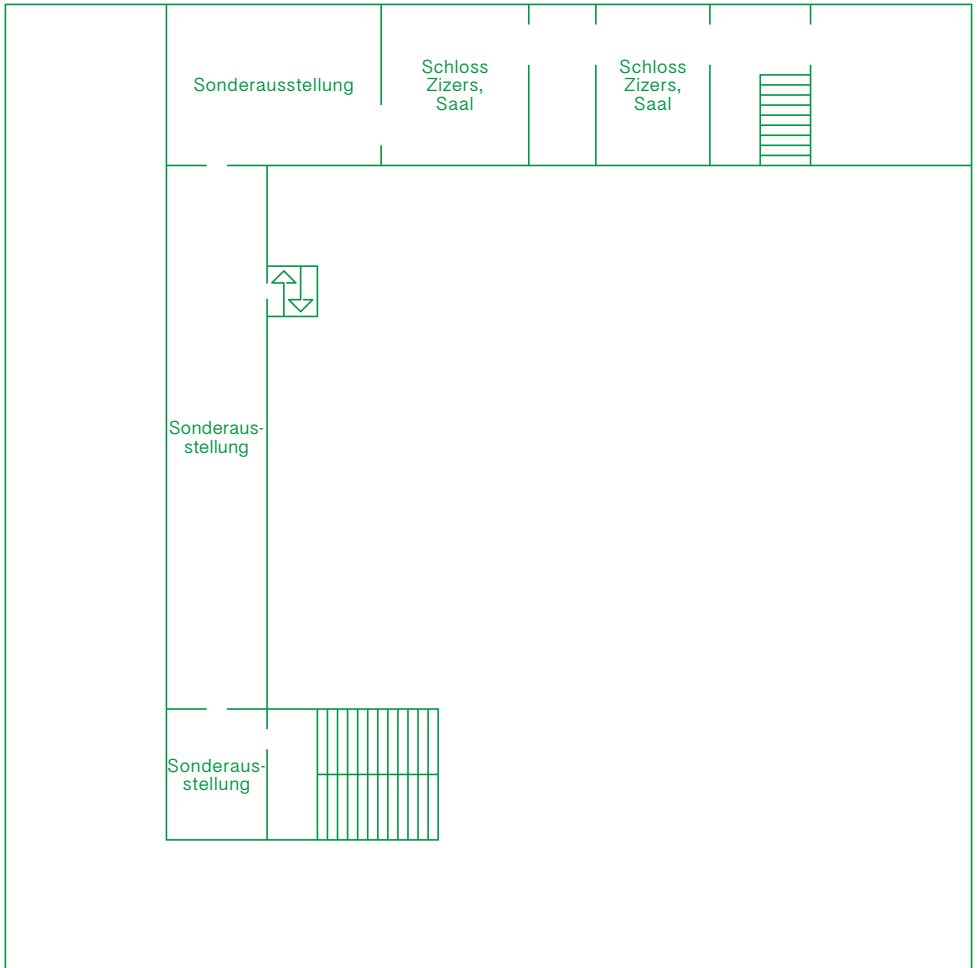 Sonderausstellung
Schloss
Zizers,
Saal
Schloss
Zizers,
Saal
Sonderaus-
stellung
Sonderaus-
stellung